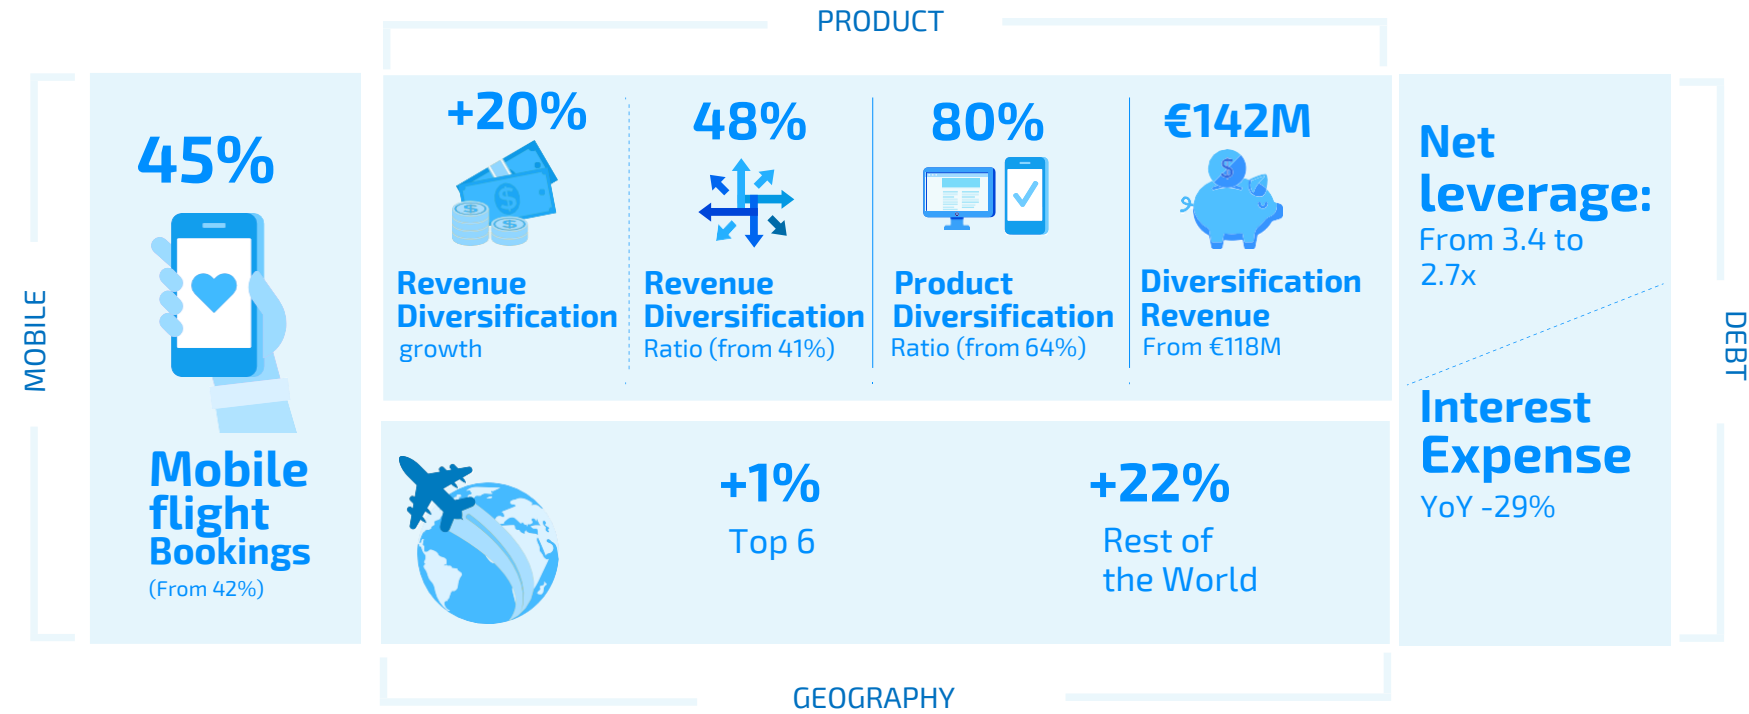 PRODUCT
MOBILE
45%
Mobile
flight
Bookings
(From 42%)
+20%
Revenue
Diversification
growth
48%
Revenue
Diversification
Ratio (from 41%)
80%
Product
Diversification
Ratio (from 64%)
€142M
Diversification
Revenue
From €118M
+1%
Top 6
+22%
Rest of
the World
Net
leverage:
From 3.4 to
2.7x
Interest
Expense
YoY -29%
DEBT
GEOGRAPHY